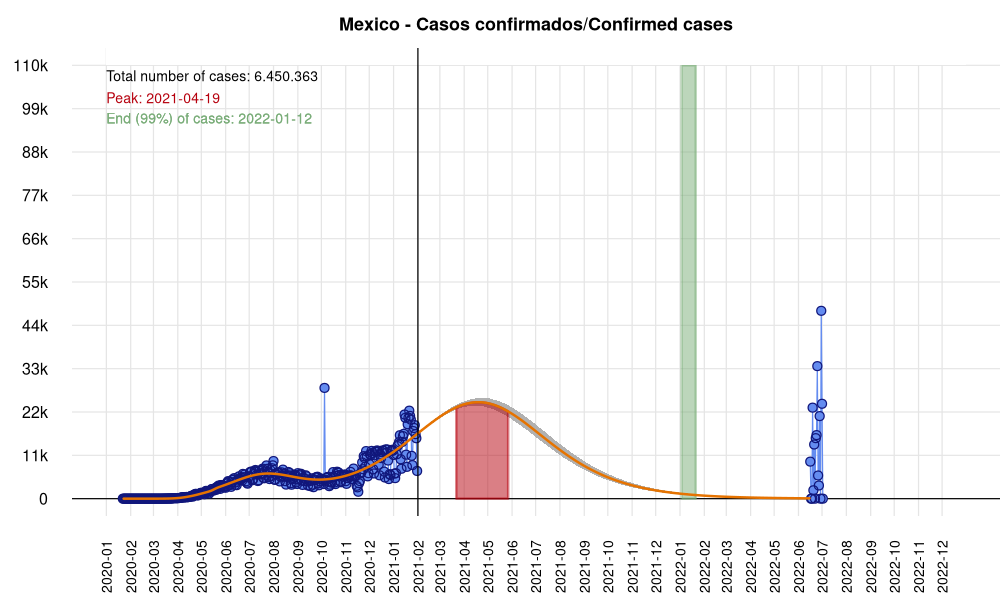 Mexico - Casos confirmados/Confirmed cases
110k
Total number of cases: 6.450.363
Peak: 2021-04-19
99k
End (99%) of cases: 2022-01-12
88k
77k
66k
55k
44k
33k
22k
11k
0
2020-01
2020-02
2020-03
2020-04
2020-05
2020-06
2020-07
2020-08
2020-09
2020-10
2020-11
2020-12
2021-01
2021-02
2021-03
2021-04
2021-05
2021-06
2021-07
2021-08
2021-09
2021-10
2021-11
2021-12
2022-01
2022-02
2022-03
2022-04
2022-05
2022-06
2022-07
2022-08
2022-09
2022-10
2022-11
2022-12